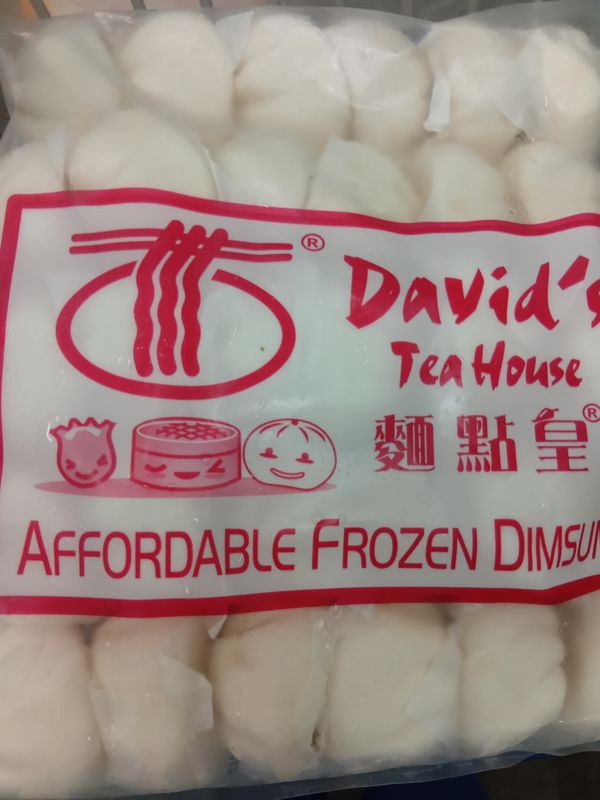 ®
David's
Tea House
麵點皇®
AFFORDABLE FROZEN DIMSUM